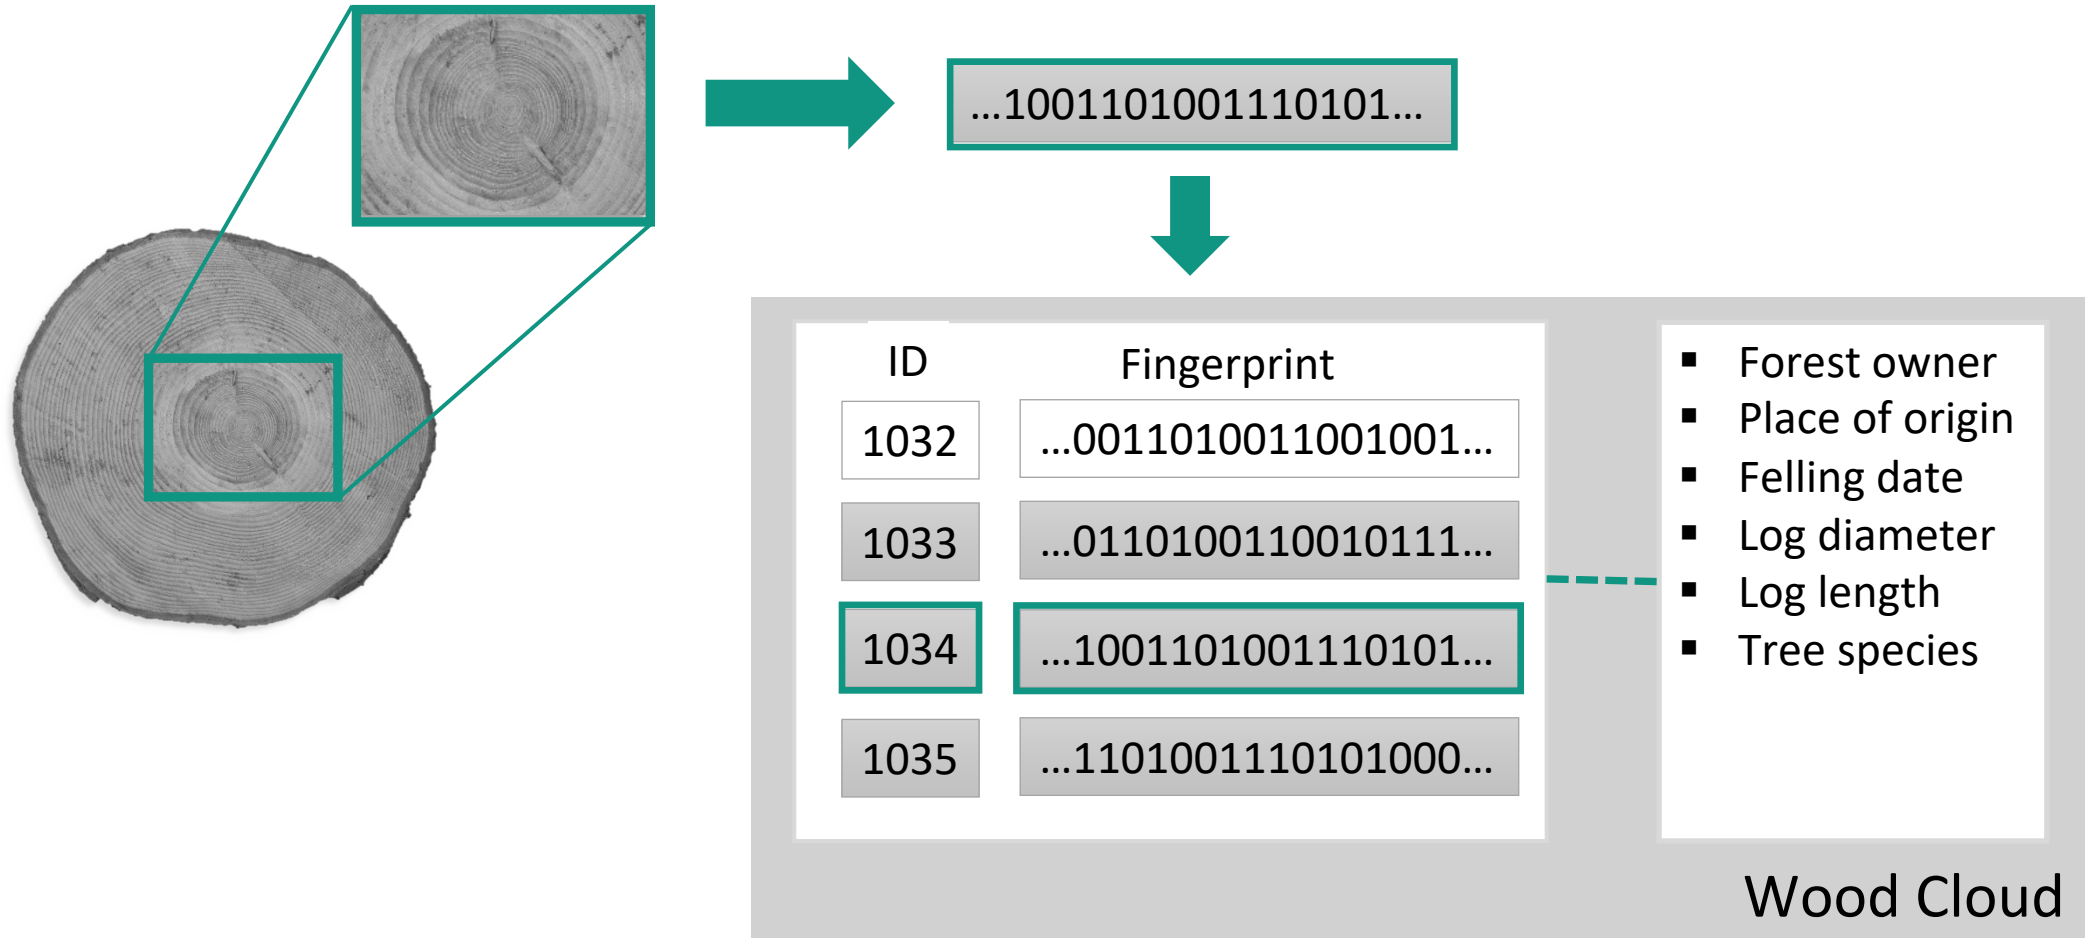 ...1001101001110101...
ID Fingerprint
1032 ...0011010011001001...
1033 ...0110100110010111...
1034 ...1001101001110101...
1035 ...1101001110101000...
▪ Forest owner
▪ Place of origin
▪ Felling date
▪ Log diameter
▪ Log length
▪ Tree species
Wood Cloud